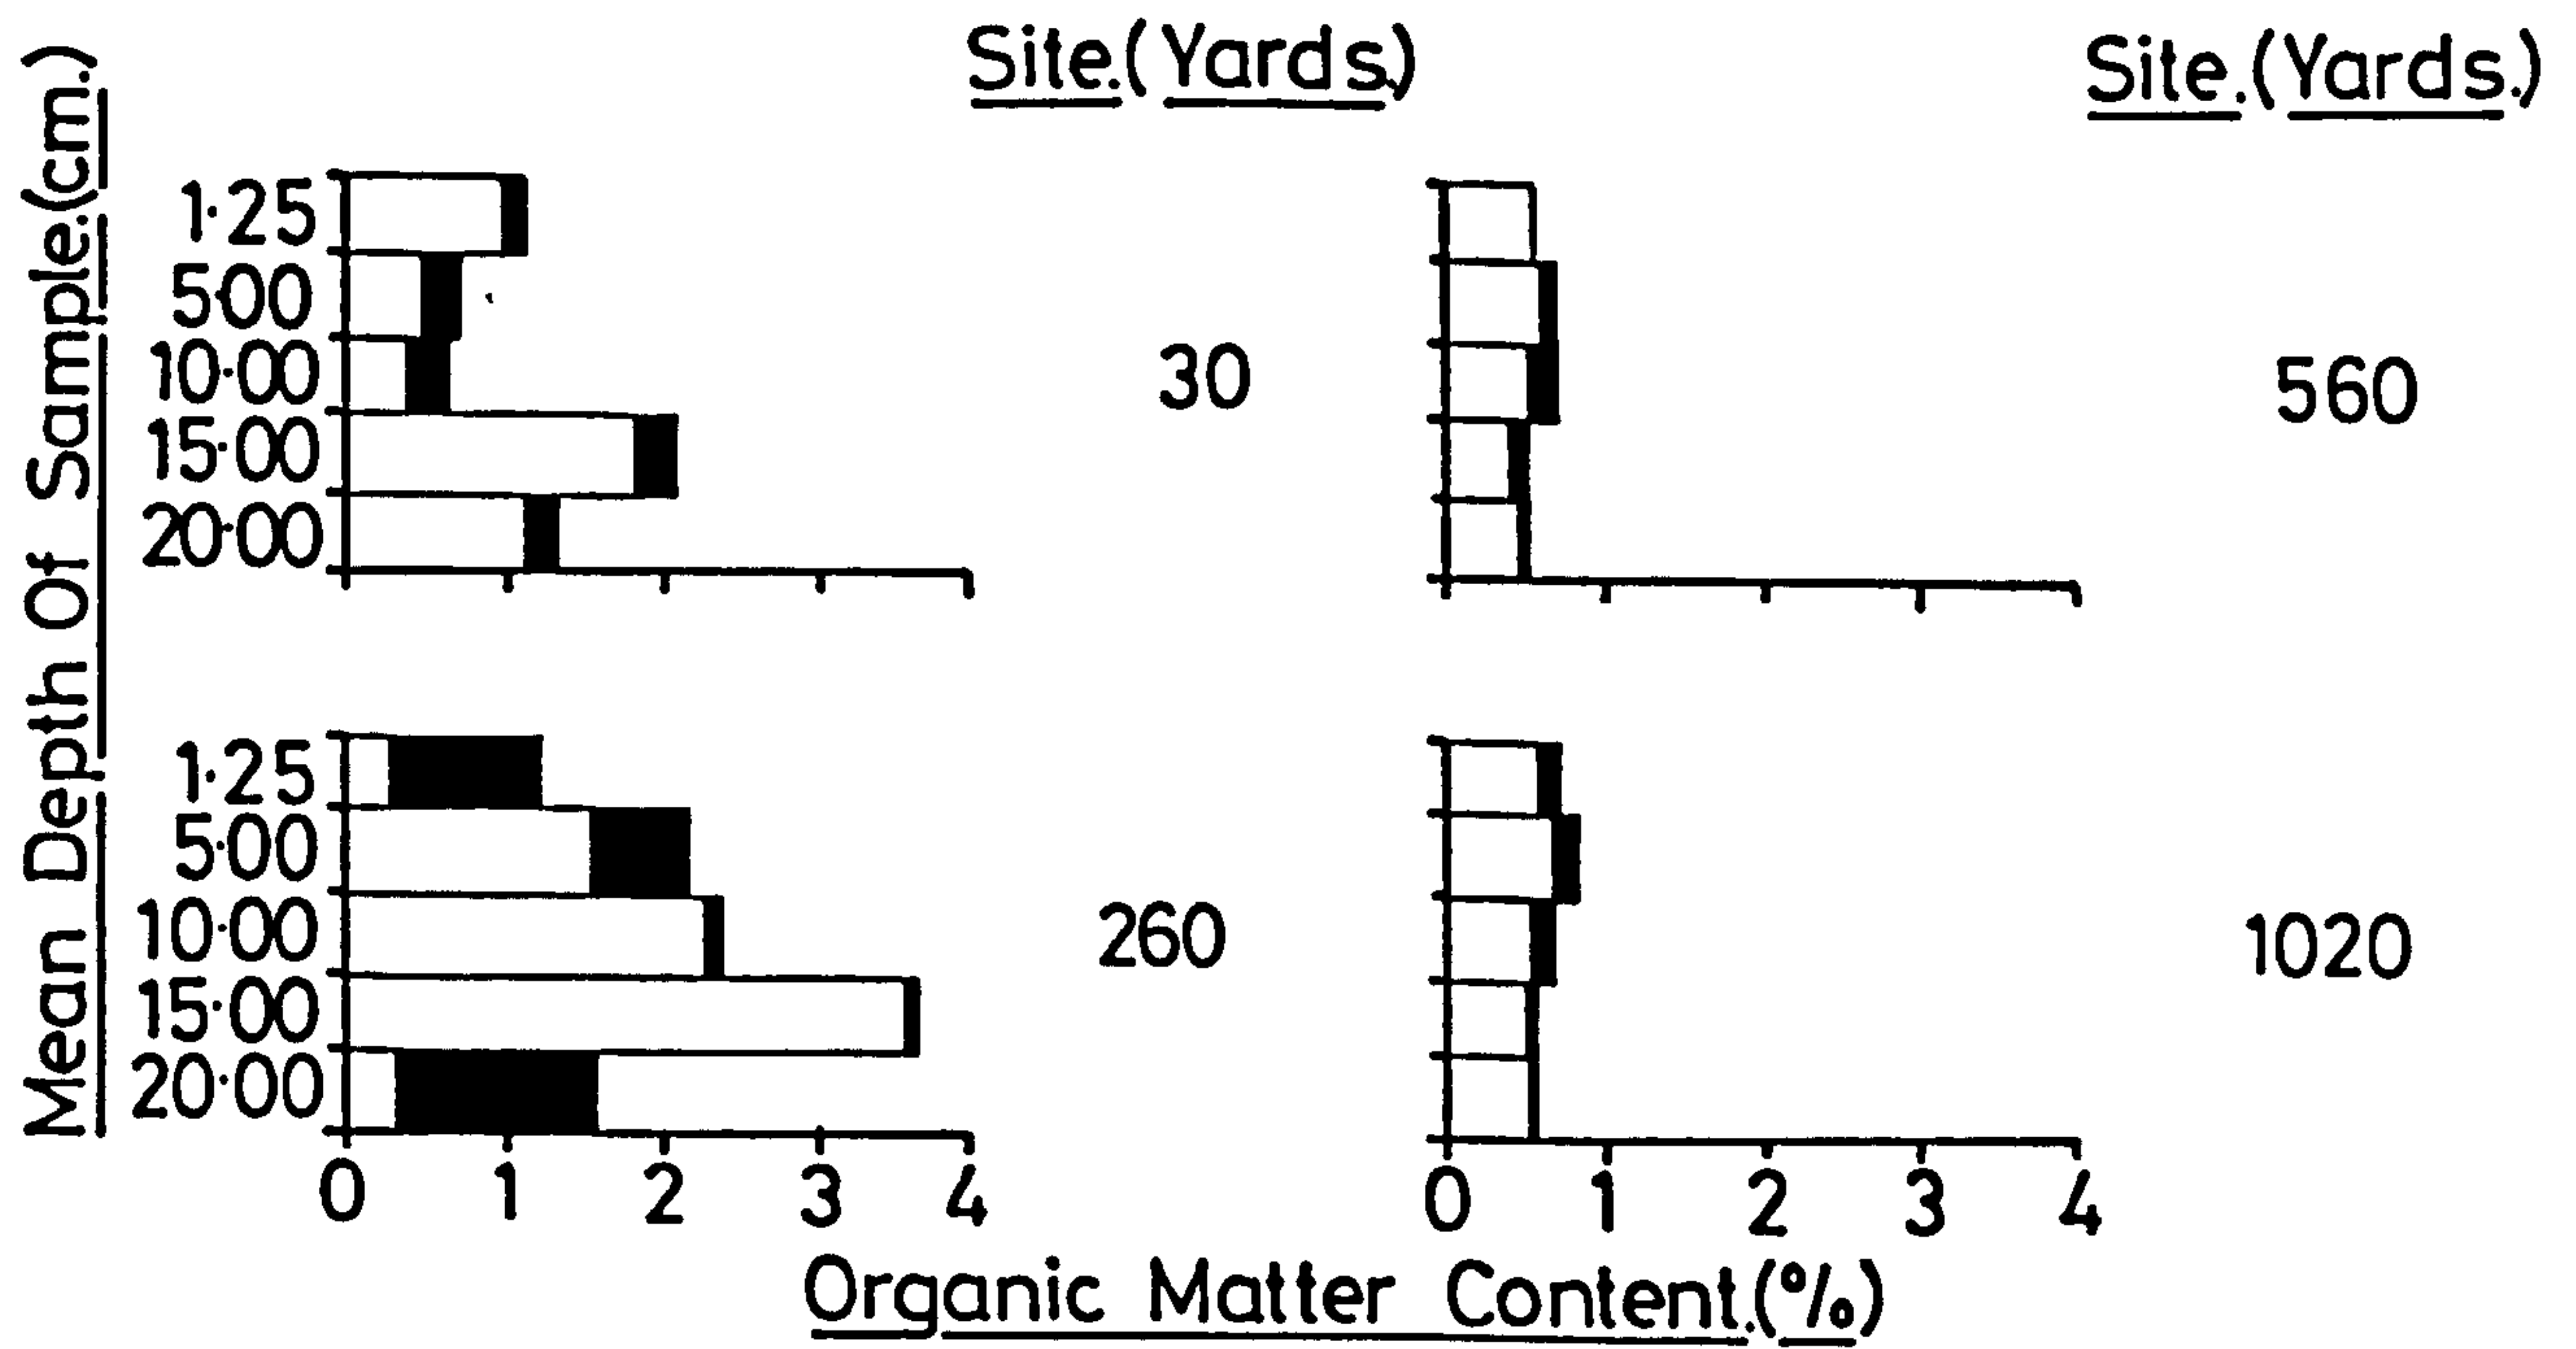 Site.(Yards.)
Site.(Yards.)
Mean Depth Of Sample.(cm.)
1·25
5·00
10·00
15·00
20·00
30
560
1·25
5·00
10·00
15·00
20·00
260
1020
0 1 2 3 4
0 1 2 3 4
Organic Matter Content.(%)